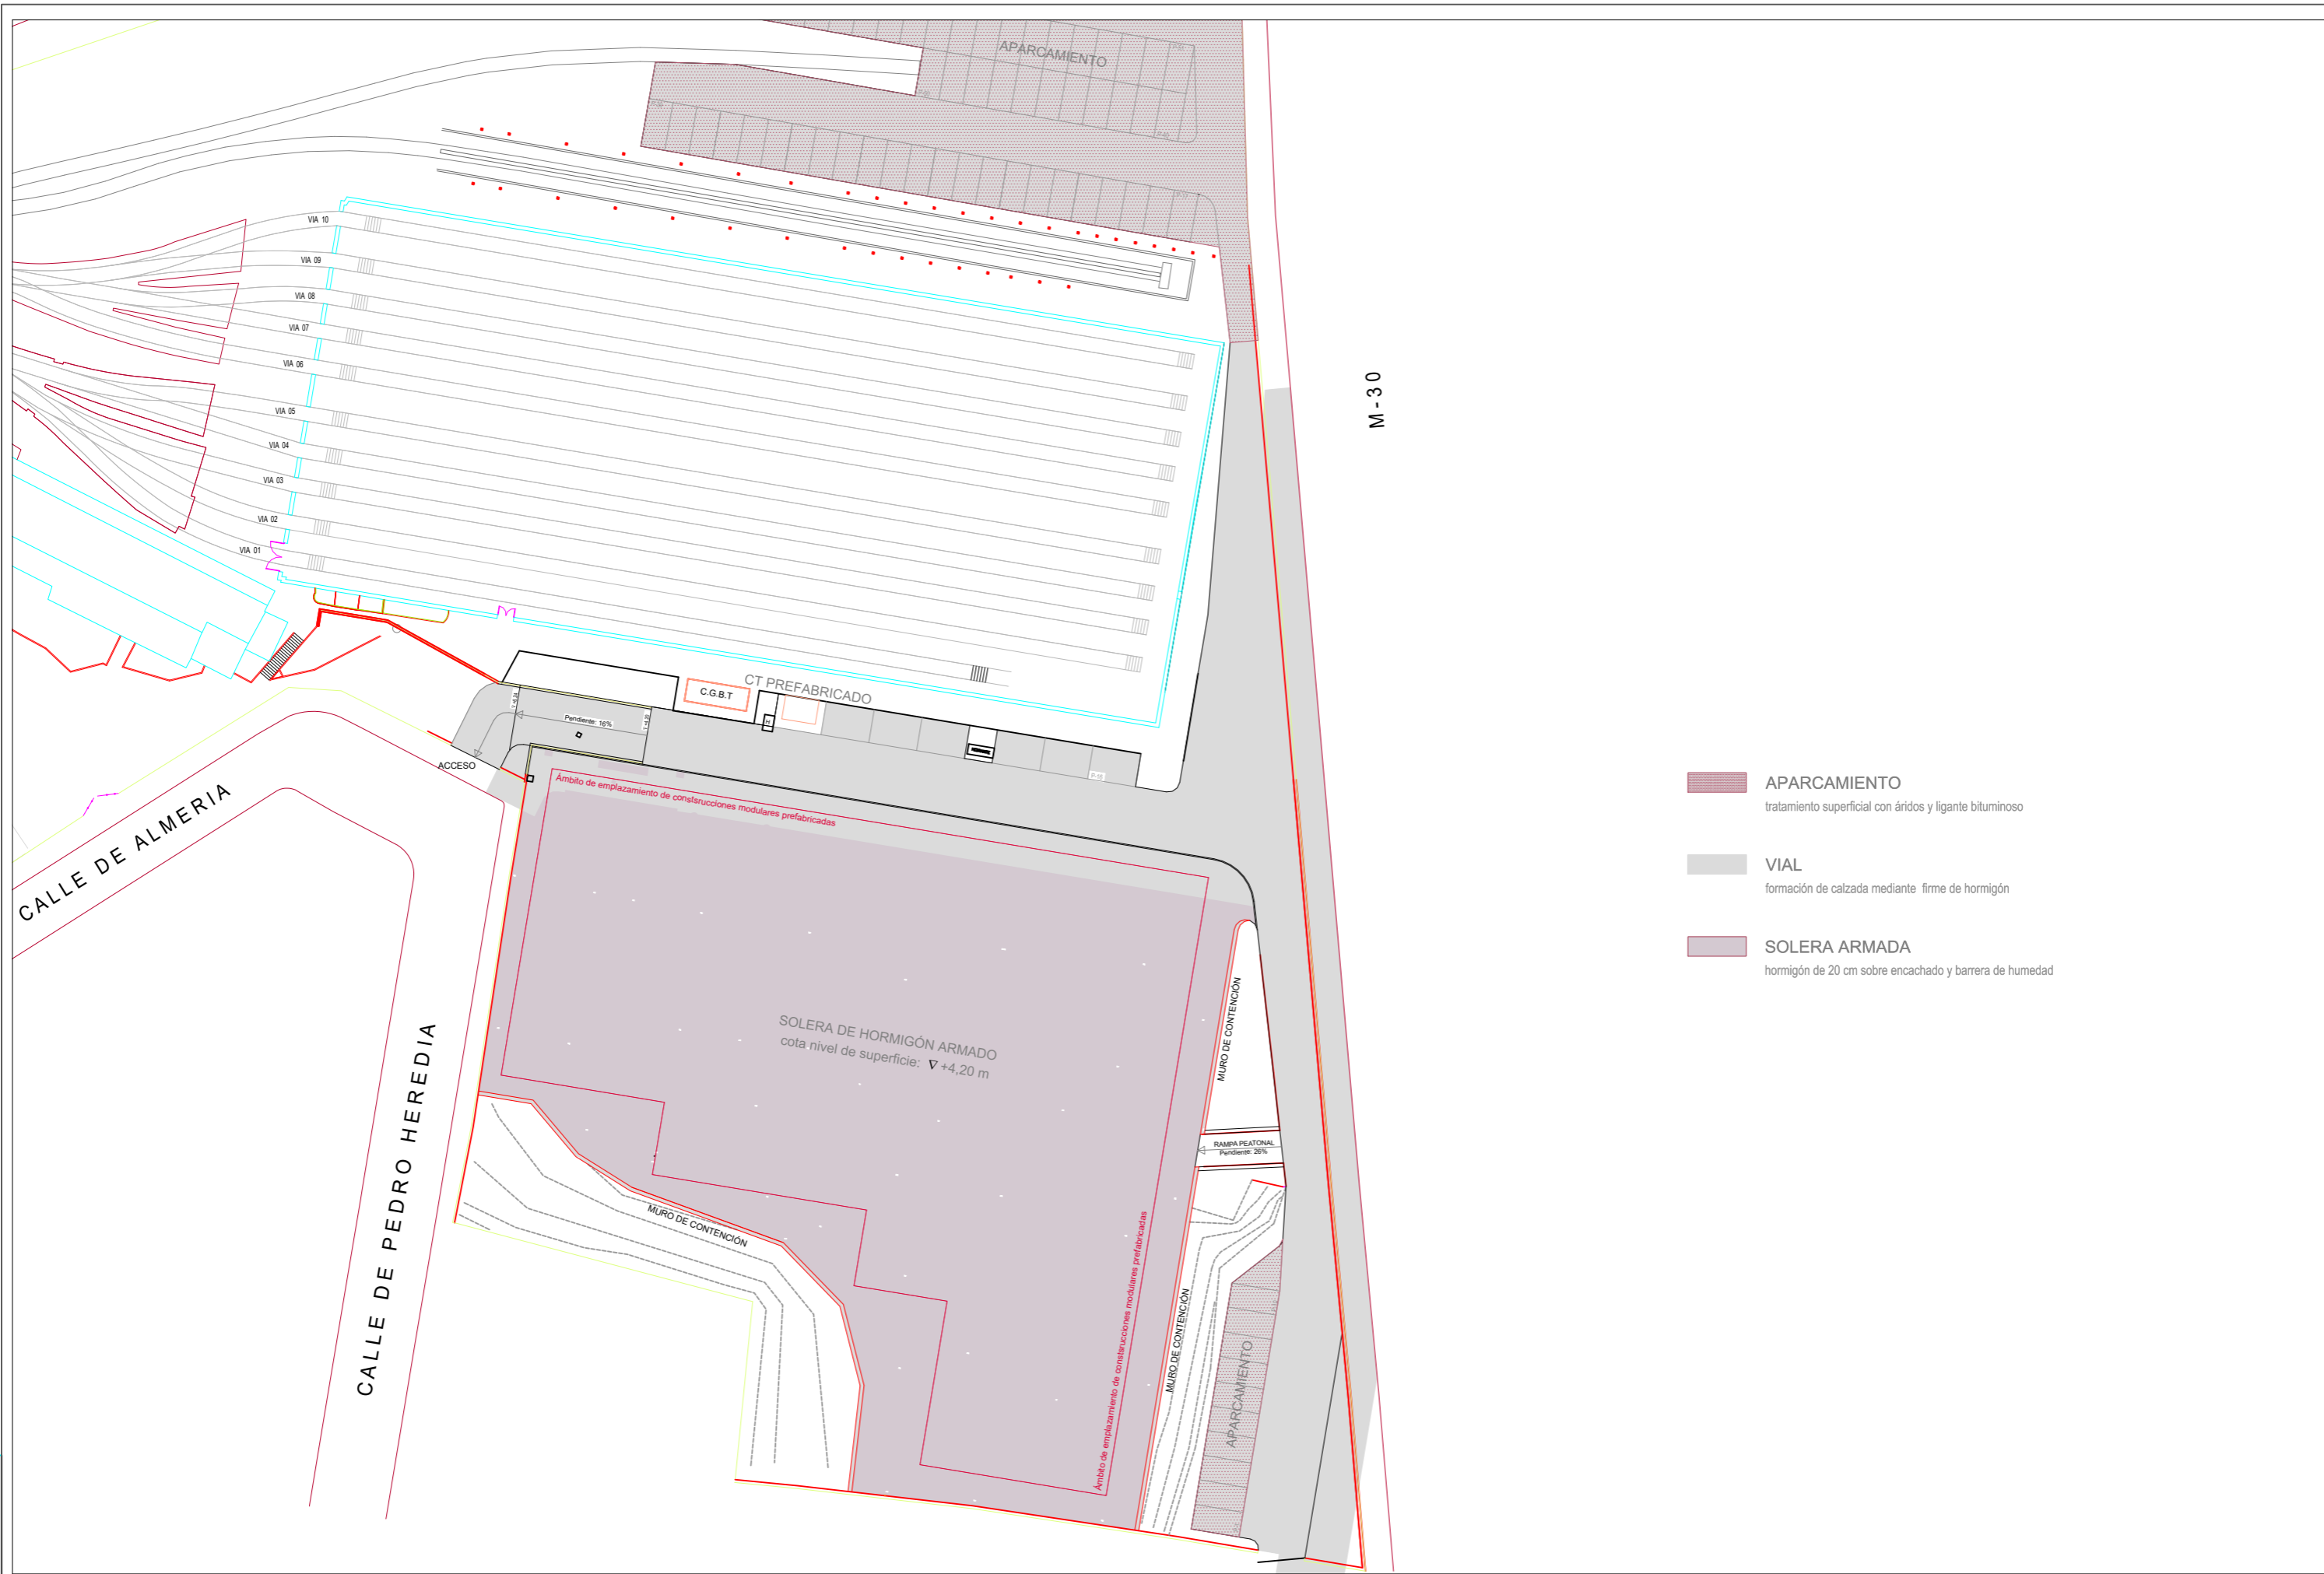 APARCAMIENTO
VIA 10
VIA 09
VIA 08
VIA 07
VIA 06
VIA 05
VIA 04
VIA 03
VIA 02
VIA 01
M-30
C.G.B.T
CT PREFABRICADO
Pendiente: 16%
ACCESO
Ámbito de emplazamiento de constsrucciones modulares prefabricadas
CALLE DE ALMERIA
CALLE DE PEDRO HEREDIA
SOLERA DE HORMIGÓN ARMADO
cota nivel de superficie: ∇ +4,20 m
MURO DE CONTENCIÓN
RAMPA PEATONAL
Pendiente: 26%
MURO DE CONTENCIÓN
MURO DE CONTENCIÓN
Ámbito de emplazamiento de constsrucciones modulares prefabricadas
APARCAMIENTO
APARCAMIENTO
tratamiento superficial con áridos y ligante bituminoso
VIAL
formación de calzada mediante firme de hormigón
SOLERA ARMADA
hormigón de 20 cm sobre encachado y barrera de humedad